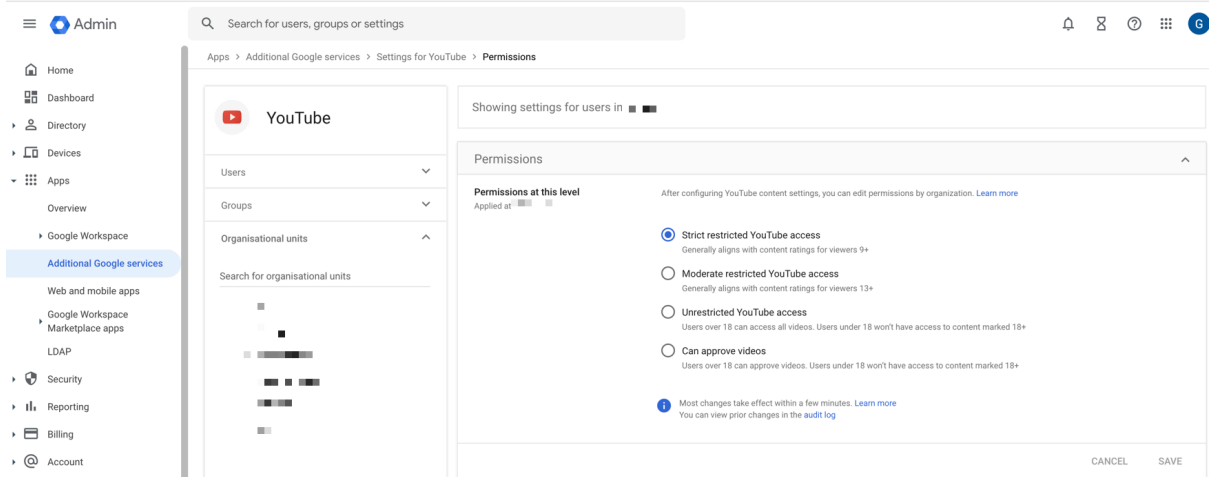 Admin
Search for users, groups or settings
G
Apps > Additional Google services > Settings for YouTube > Permissions
Home
Dashboard
Directory
Devices
Apps
Overview
Google Workspace
Additional Google services
Web and mobile apps
Google Workspace
Marketplace apps
LDAP
Security
Reporting
Billing
Account
YouTube
Users
Groups
Organisational units
Search for organisational units
Showing settings for users in
Permissions
Permissions at this level
Applied at
After configuring YouTube content settings, you can edit permissions by organization. Learn more
Strict restricted YouTube access
Generally aligns with content ratings for viewers 9+
Moderate restricted YouTube access
Generally aligns with content ratings for viewers 13+
Unrestricted YouTube access
Users over 18 can access all videos. Users under 18 won't have access to content marked 18+
Can approve videos
Users over 18 can approve videos. Users under 18 won't have access to content marked 18+
Most changes take effect within a few minutes. Learn more
You can view prior changes in the audit log
CANCEL SAVE